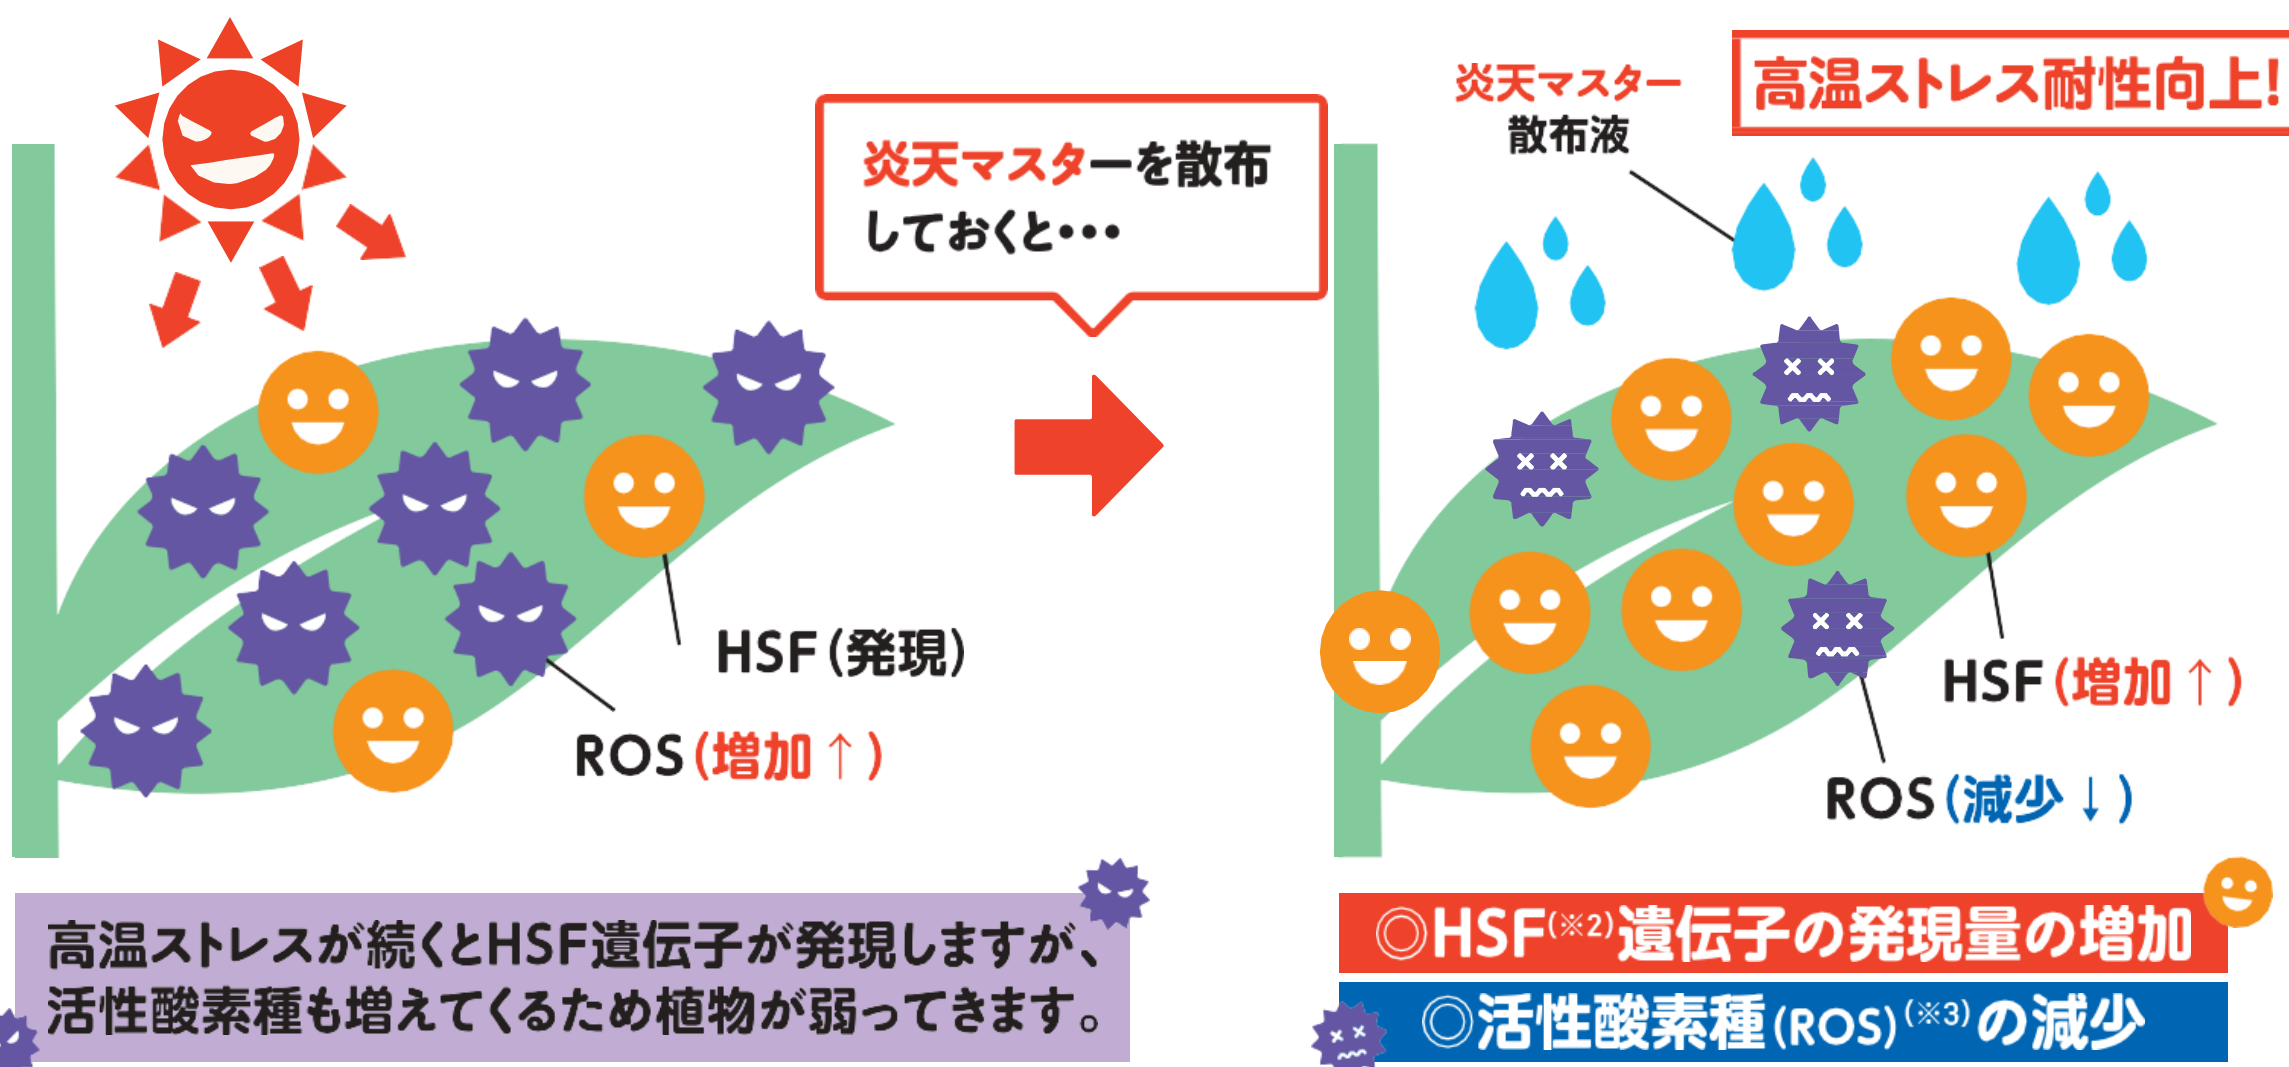 炎天マスターを散布
しておくと・・・
HSF(発現)
ROS(増加↑)
高温ストレスが続くとHSF遺伝子が発現しますが、
活性酸素種も増えてくるため植物が弱ってきます。
高温ストレス耐性向上!
炎天マスター
散布液
HSF(増加↑)
ROS(減少↓)
◎HSF(※2)遺伝子の発現量の増加
◎活性酸素種(ROS)(※3)の減少